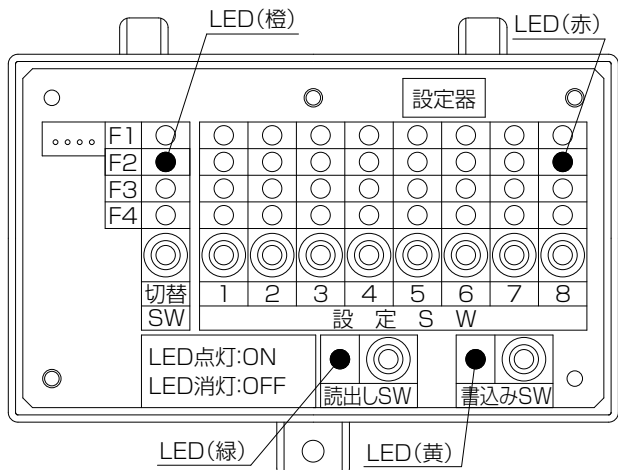 LED(橙)
LED(赤)
設定器
F1
F2
F3
F4
切替 1 2 3 4 5 6 7 8
SW 設定SW
LED点灯:ON
LED消灯:OFF
読出しSW 書込みSW
LED(緑) LED(黄)